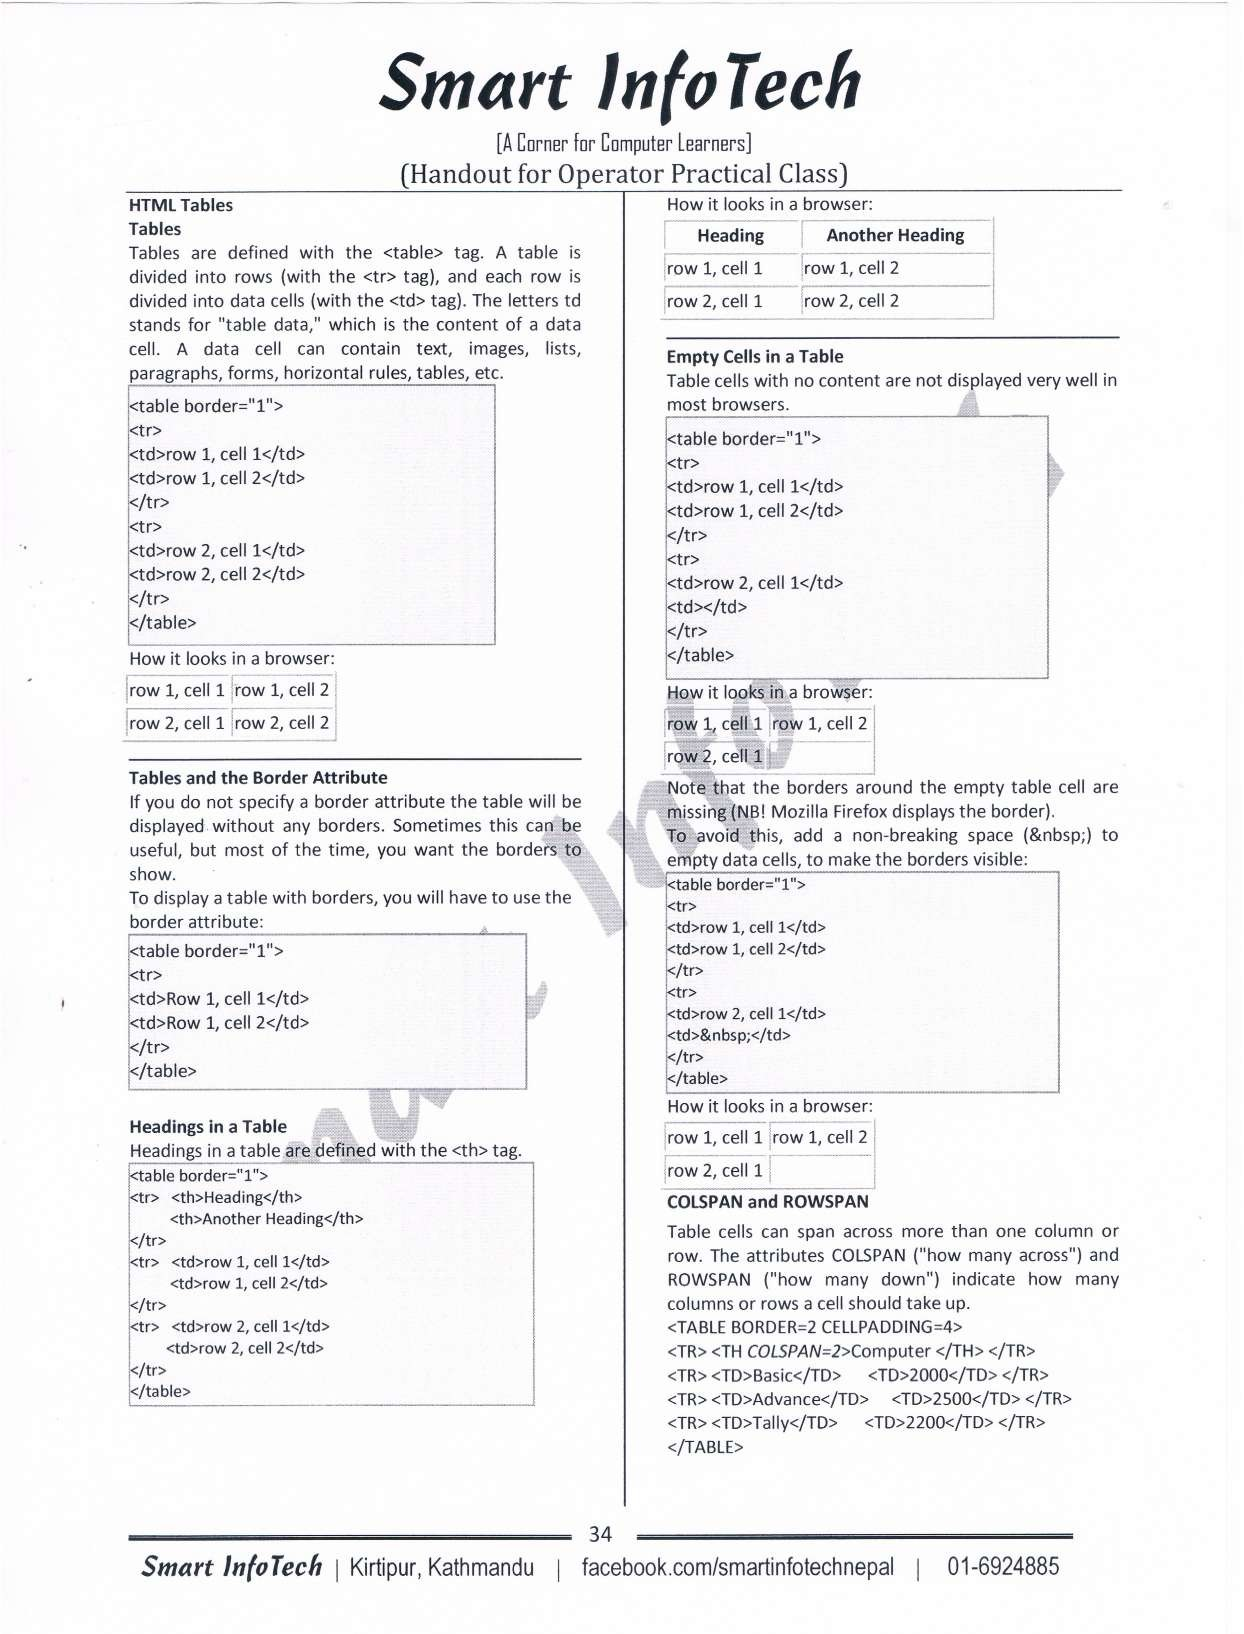 Smart InfoTech
[A Corner for Computer Learners]
(Handout for Operator Practical Class)
HTML Tables
Tables
Tables are defined with the <table> tag. A table is
divided into rows (with the <tr> tag), and each row is
divided into data cells (with the <td> tag). The letters td
stands for "table data," which is the content of a data
cell. A data cell can contain text, images, lists,
paragraphs, forms, horizontal rules, tables, etc.
<table border="1">
<tr>
<td>row 1, cell 1</td>
<td>row 1, cell 2</td>
</tr>
<tr>
<td>row 2, cell 1</td>
<td>row 2, cell 2</td>
</tr>
</table>
How it looks in a browser:
row 1, cell 1 row 1, cell 2
row 2, cell 1 row 2, cell 2
Tables and the Border Attribute
If you do not specify a border attribute the table will be
displayed without any borders. Sometimes this can be
useful, but most of the time, you want the borders to
show.
To display a table with borders, you will have to use the
border attribute:
<table border="1">
<tr>
<td>Row 1, cell 1</td>
<td>Row 1, cell 2</td>
</tr>
</table>
Headings in a Table
Headings in a table are defined with the <th> tag.
<table border="1">
<tr> <th>Heading</th>
<th>Another Heading</th>
</tr>
<tr> <td>row 1, cell 1</td>
<td>row 1, cell 2</td>
</tr>
<tr> <td>row 2, cell 1</td>
<td>row 2, cell 2</td>
</tr>
</table>
How it looks in a browser:
Heading Another Heading
row 1, cell 1 row 1, cell 2
row 2, cell 1 row 2, cell 2
Empty Cells in a Table
Table cells with no content are not displayed very well in
most browsers.
<table border="1">
<tr>
<td>row 1, cell 1</td>
<td>row 1, cell 2</td>
</tr>
<tr>
<td>row 2, cell 1</td>
<td></td>
</tr>
</table>
How it looks in a browser:
row 1, cell 1 row 1, cell 2
row 2, cell 1
Note that the borders around the empty table cell are
missing (NB! Mozilla Firefox displays the border).
To avoid this, add a non-breaking space (&nbsp;) to
empty data cells, to make the borders visible:
<table border="1">
<tr>
<td>row 1, cell 1</td>
<td>row 1, cell 2</td>
</tr>
<tr>
<td>row 2, cell 1</td>
<td>&nbsp;</td>
</tr>
</table>
How it looks in a browser:
row 1, cell 1 row 1, cell 2
row 2, cell 1
COLSPAN and ROWSPAN
Table cells can span across more than one column or
row. The attributes COLSPAN ("how many across") and
ROWSPAN ("how many down") indicate how many
columns or rows a cell should take up.
<TABLE BORDER=2 CELLPADDING=4>
<TR> <TH COLSPAN=2>Computer </TH> </TR>
<TR> <TD>Basic</TD> <TD>2000</TD> </TR>
<TR> <TD>Advance</TD> <TD>2500</TD> </TR>
<TR> <TD>Tally</TD> <TD>2200</TD> </TR>
</TABLE>
34
Smart InfoTech | Kirtipur, Kathmandu | facebook.com/smartinfotechnepal | 01-6924885